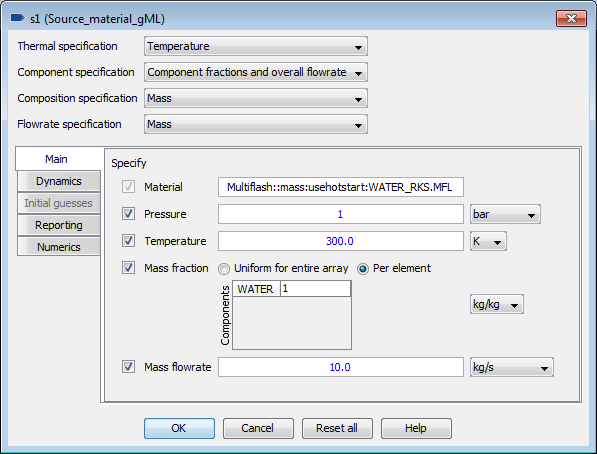 s1 (Source_material_gML)
Thermal specification Temperature
Component specification Component fractions and overall flowrate
Composition specification Mass
Flowrate specification Mass
Main
Dynamics
Initial guesses
Reporting
Numerics
Specify
Material Multiflash::mass:usehotstart:WATER_RKS.MFL
Pressure 1 bar
Temperature 300.0 K
Mass fraction Uniform for entire array Per element
Components
WATER 1
kg/kg
Mass flowrate 10.0 kg/s
OK Cancel Reset all Help